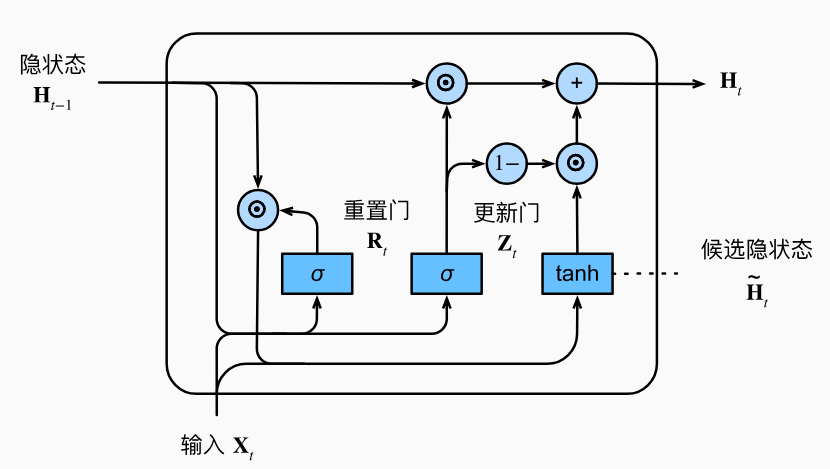 隐状态
H_{t−1}
⊙
+
H_t
1−
⊙
⊙
重置门
R_t
更新门
Z_t
σ
σ
tanh
候选隐状态
H̃_t
输入 X_t